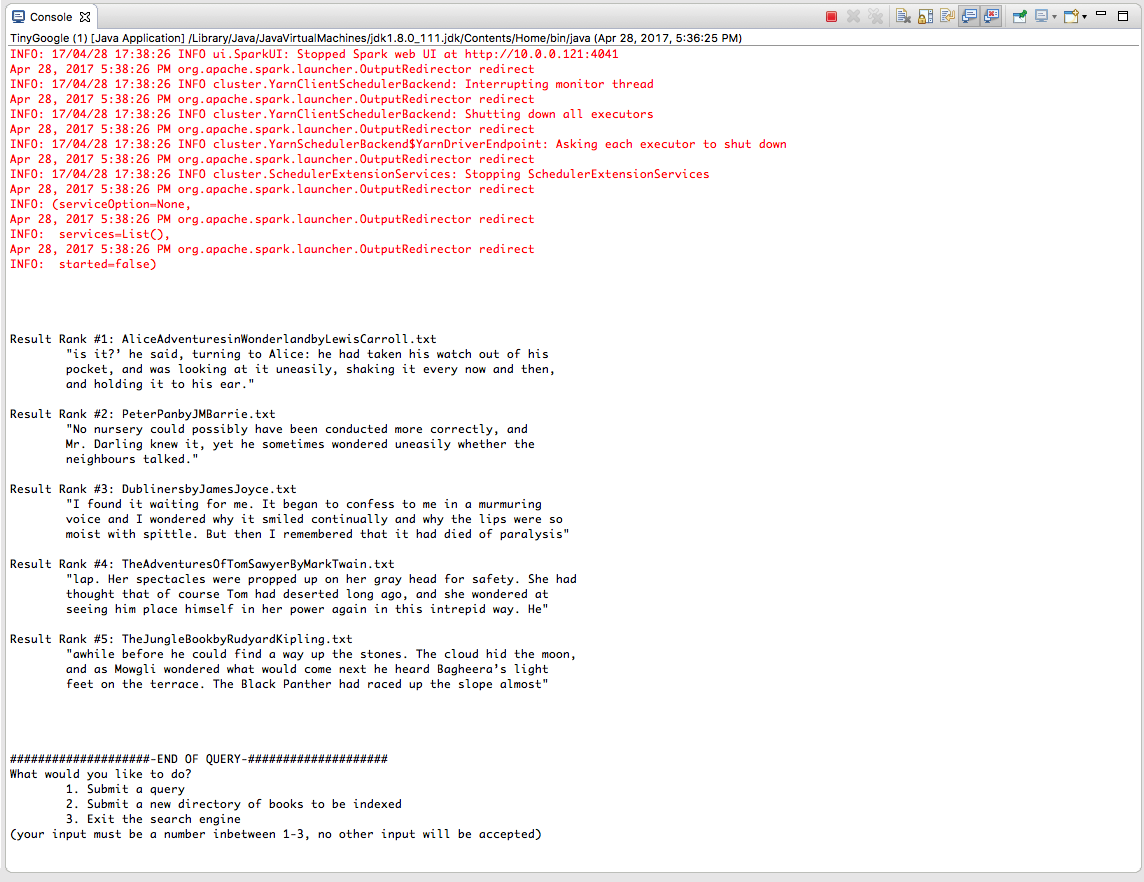 Console
TinyGoogle (1) [Java Application] /Library/Java/JavaVirtualMachines/jdk1.8.0_111.jdk/Contents/Home/bin/java (Apr 28, 2017, 5:36:25 PM)
INFO: 17/04/28 17:38:26 INFO ui.SparkUI: Stopped Spark web UI at http://10.0.0.121:4041
Apr 28, 2017 5:38:26 PM org.apache.spark.launcher.OutputRedirector redirect
INFO: 17/04/28 17:38:26 INFO cluster.YarnClientSchedulerBackend: Interrupting monitor thread
Apr 28, 2017 5:38:26 PM org.apache.spark.launcher.OutputRedirector redirect
INFO: 17/04/28 17:38:26 INFO cluster.YarnClientSchedulerBackend: Shutting down all executors
Apr 28, 2017 5:38:26 PM org.apache.spark.launcher.OutputRedirector redirect
INFO: 17/04/28 17:38:26 INFO cluster.YarnSchedulerBackend$YarnDriverEndpoint: Asking each executor to shut down
Apr 28, 2017 5:38:26 PM org.apache.spark.launcher.OutputRedirector redirect
INFO: 17/04/28 17:38:26 INFO cluster.SchedulerExtensionServices: Stopping SchedulerExtensionServices
Apr 28, 2017 5:38:26 PM org.apache.spark.launcher.OutputRedirector redirect
INFO: (serviceOption=None,
Apr 28, 2017 5:38:26 PM org.apache.spark.launcher.OutputRedirector redirect
INFO:  services=List(),
Apr 28, 2017 5:38:26 PM org.apache.spark.launcher.OutputRedirector redirect
INFO:  started=false)
Result Rank #1: AliceAdventuresinWonderlandbyLewisCarroll.txt
"is it?’ he said, turning to Alice: he had taken his watch out of his
pocket, and was looking at it uneasily, shaking it every now and then,
and holding it to his ear."
Result Rank #2: PeterPanbyJMBarrie.txt
"No nursery could possibly have been conducted more correctly, and
Mr. Darling knew it, yet he sometimes wondered uneasily whether the
neighbours talked."
Result Rank #3: DublinersbyJamesJoyce.txt
"I found it waiting for me. It began to confess to me in a murmuring
voice and I wondered why it smiled continually and why the lips were so
moist with spittle. But then I remembered that it had died of paralysis"
Result Rank #4: TheAdventuresOfTomSawyerByMarkTwain.txt
"lap. Her spectacles were propped up on her gray head for safety. She had
thought that of course Tom had deserted long ago, and she wondered at
seeing him place himself in her power again in this intrepid way. He"
Result Rank #5: TheJungleBookbyRudyardKipling.txt
"awhile before he could find a way up the stones. The cloud hid the moon,
and as Mowgli wondered what would come next he heard Bagheera’s light
feet on the terrace. The Black Panther had raced up the slope almost"
####################-END OF QUERY-####################
What would you like to do?
1. Submit a query
2. Submit a new directory of books to be indexed
3. Exit the search engine
(your input must be a number inbetween 1-3, no other input will be accepted)